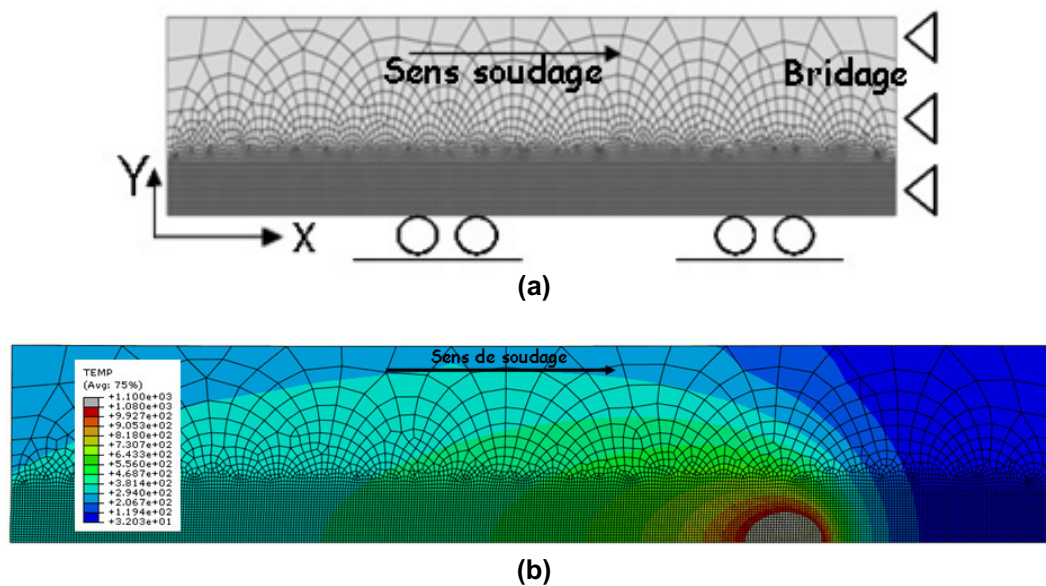 Sens soudage
Bridage
Y
X
(a)
Sens de soudage
TEMP
(Avg: 75%)
+1.100e+03
+1.080e+03
+9.927e+02
+9.053e+02
+8.180e+02
+7.307e+02
+6.433e+02
+5.560e+02
+4.687e+02
+3.814e+02
+2.940e+02
+2.067e+02
+1.194e+02
+3.203e+01
(b)